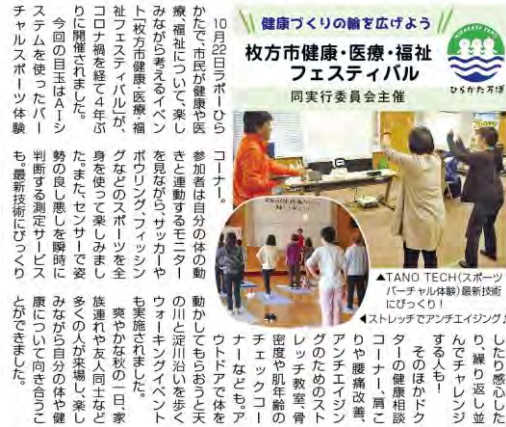 健康づくりの輪を広げよう
枚方市健康・医療・福祉
フェスティバル
同実行委員会主催
HIRAKATA TANO
ひらかた万博
10月22日ラポーひら
かたで、市民が健康や医
療、福祉について、楽し
みながら考えるイベン
ト「枚方市健康・医療・福
祉フェスティバル」が、
コロナ禍を経て4年ぶ
りに開催されました。
今回の目玉はAIシ
ステムを使ったバー
チャルスポーツ体験
コーナー。
参加者は自分の体の動
きと連動するモニター
を見ながら、サッカーや
ボウリング、フィッシン
グなどのスポーツを全
身を使って楽しみまし
た。また、センサーで姿
勢の良し悪しを瞬時に
判断する測定サービス
も。最新技術にびっくり
したり感心した
り、繰り返し並
んでチャレンジ
する人も!
そのほかドク
ターの健康相談
コーナー、肩こ
りや腰痛改善、
アンチエイジン
グのためのスト
レッチ教室、骨
密度や肌年齢の
チェックコー
ナーなども。ア
ウトドアで体を
動かしてもらおうと天
の川と淀川沿いを歩く
ウォーキングイベント
も実施されました。
爽やかな秋の一日、家
族連れや友人同士など
多くの人が来場し、楽し
みながら自分の体や健
康について向き合うこ
とができました。
▲TANO TECH(スポーツ
バーチャル体験)最新技術
にびっくり!
◀ストレッチでアンチエイジング♪